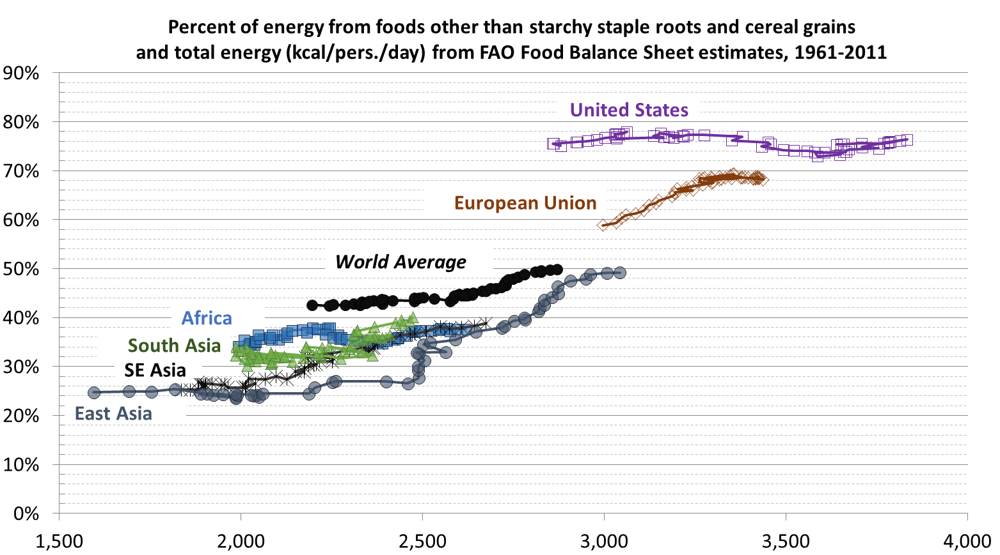 Percent of energy from foods other than starchy staple roots and cereal grains
and total energy (kcal/pers./day) from FAO Food Balance Sheet estimates, 1961-2011
90%
80%
70%
60%
50%
40%
30%
20%
10%
0%
United States
European Union
World Average
Africa
South Asia
SE Asia
East Asia
1,500
2,000
2,500
3,000
3,500
4,000